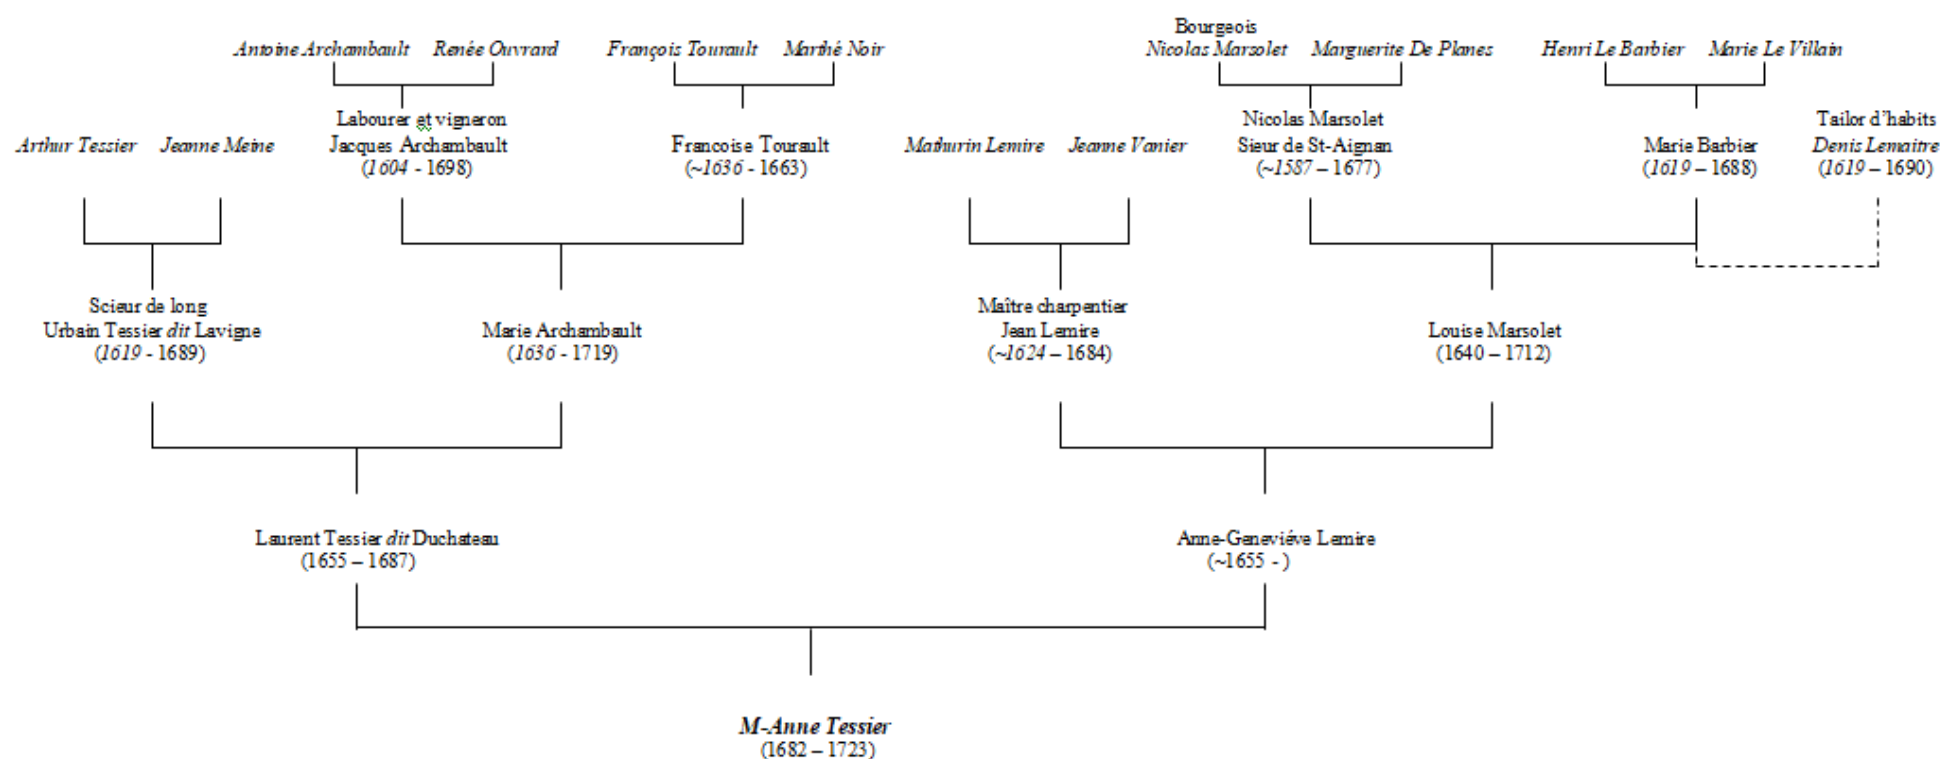 Bourgeois
Antoine Archambault Renée Ouvrard François Tourault Marthé Noir Nicolas Marsolet Marguerite De Planes Henri Le Barbier Marie Le Villain
Labourer et vigneron Nicolas Marsolet Tailor d'habits
Arthur Tessier Jeanne Meine Jacques Archambault Francoise Tourault Mathurin Lemire Jeanne Vanier Sieur de St-Aignan Marie Barbier Denis Lemaitre
(1604 - 1698) (~1636 - 1663) (~1587 – 1677) (1619 – 1688) (1619 – 1690)
Scieur de long Maître charpentier
Urbain Tessier dit Lavigne Marie Archambault Jean Lemire Louise Marsolet
(1619 - 1689) (1636 - 1719) (~1624 – 1684) (1640 – 1712)
Laurent Tessier dit Duchateau Anne-Geneviéve Lemire
(1655 – 1687) (~1655 - )
M-Anne Tessier
(1682 – 1723)